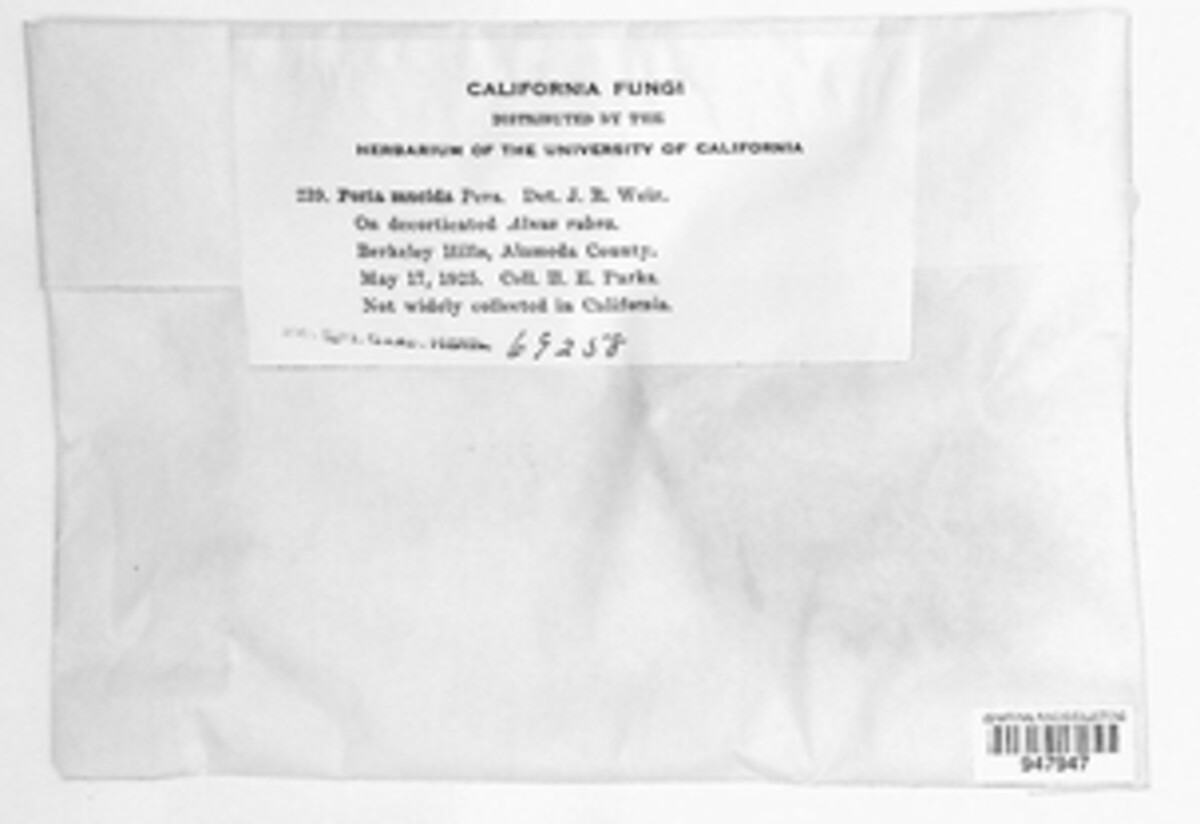 CALIFORNIA FUNGI
DISTRIBUTED BY THE
HERBARIUM OF THE UNIVERSITY OF CALIFORNIA
239. Poria mucida Pers. Det. J. R. Weir.
On decorticated Alnus rubra.
Berkeley Hills, Alameda County.
May 17, 1925. Coll. H. E. Parks.
Not widely collected in California.
69258
947947